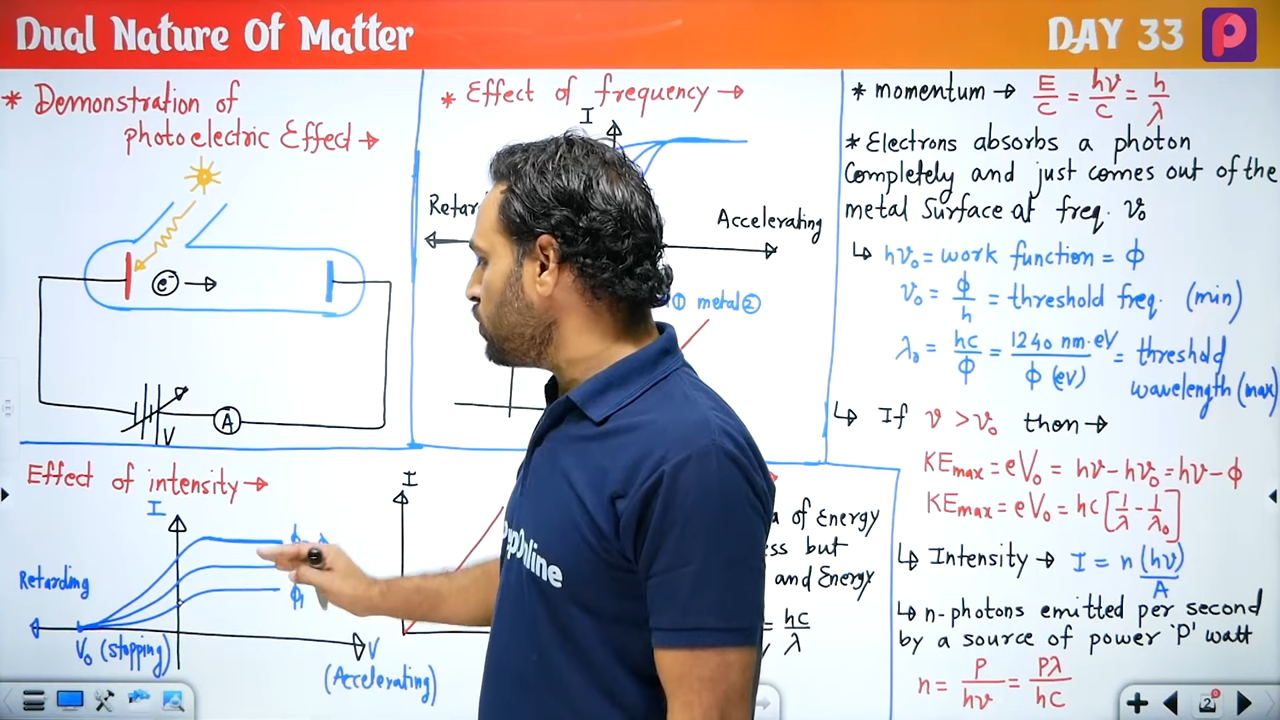 Dual Nature Of Matter
DAY 33
* Demonstration of
photoelectric Effect →
e⁻ →
V
A
* Effect of frequency →
I
Accelerating
① metal②
Effect of intensity →
I
Retarding
ϕ₁
V₀ (stopping)
V
(Accelerating)
I
of Energy
but
and Energy
= hc/λ
* momentum → E/C = hν/C = h/λ
* Electrons absorbs a photon
Completely and just comes out of the
metal Surface at freq. ν₀
↳ hν₀ = work function = ϕ
ν₀ = ϕ/h = threshold freq. (min)
λ₀ = hc/ϕ = 1240 nm·eV/ϕ (eV) = threshold
wavelength (max)
↳ If ν > ν₀ then →
KEmax = eV₀ = hν - hν₀ = hν - ϕ
KEmax = eV₀ = hc [1/λ - 1/λ₀]
↳ Intensity → I = n (hν)/A
↳ n-photons emitted per second
by a source of power 'P' watt
n = P/hν = Pλ/hC
2